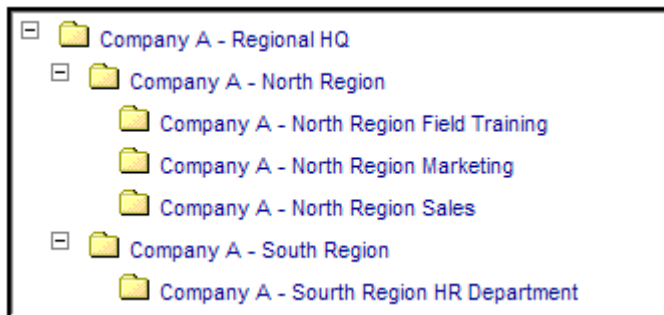 Company A - Regional HQ
Company A - North Region
Company A - North Region Field Training
Company A - North Region Marketing
Company A - North Region Sales
Company A - South Region
Company A - Sourth Region HR Department